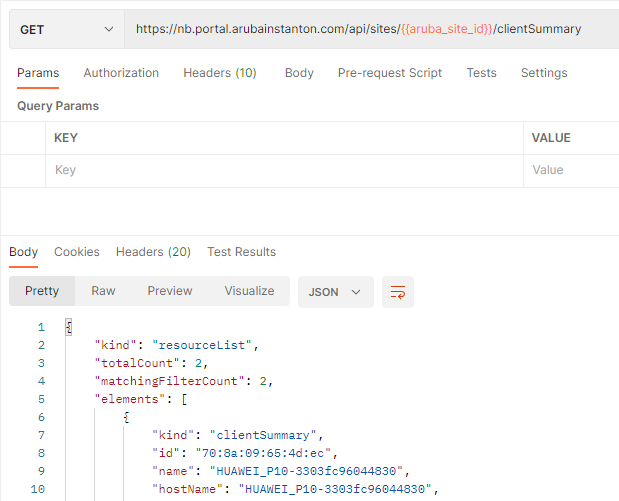 GET https://nb.portal.arubainstanton.com/api/sites/{{aruba_site_id}}/clientSummary
Params Authorization Headers (10) Body Pre-request Script Tests Settings
Query Params
KEY VALUE
Key Value
Body Cookies Headers (20) Test Results
Pretty Raw Preview Visualize JSON
1 {
2 "kind": "resourceList",
3 "totalCount": 2,
4 "matchingFilterCount": 2,
5 "elements": [
6 {
7 "kind": "clientSummary",
8 "id": "70:8a:09:65:4d:ec",
9 "name": "HUAWEI_P10-3303fc96044830",
10 "hostName": "HUAWEI_P10-3303fc96044830",